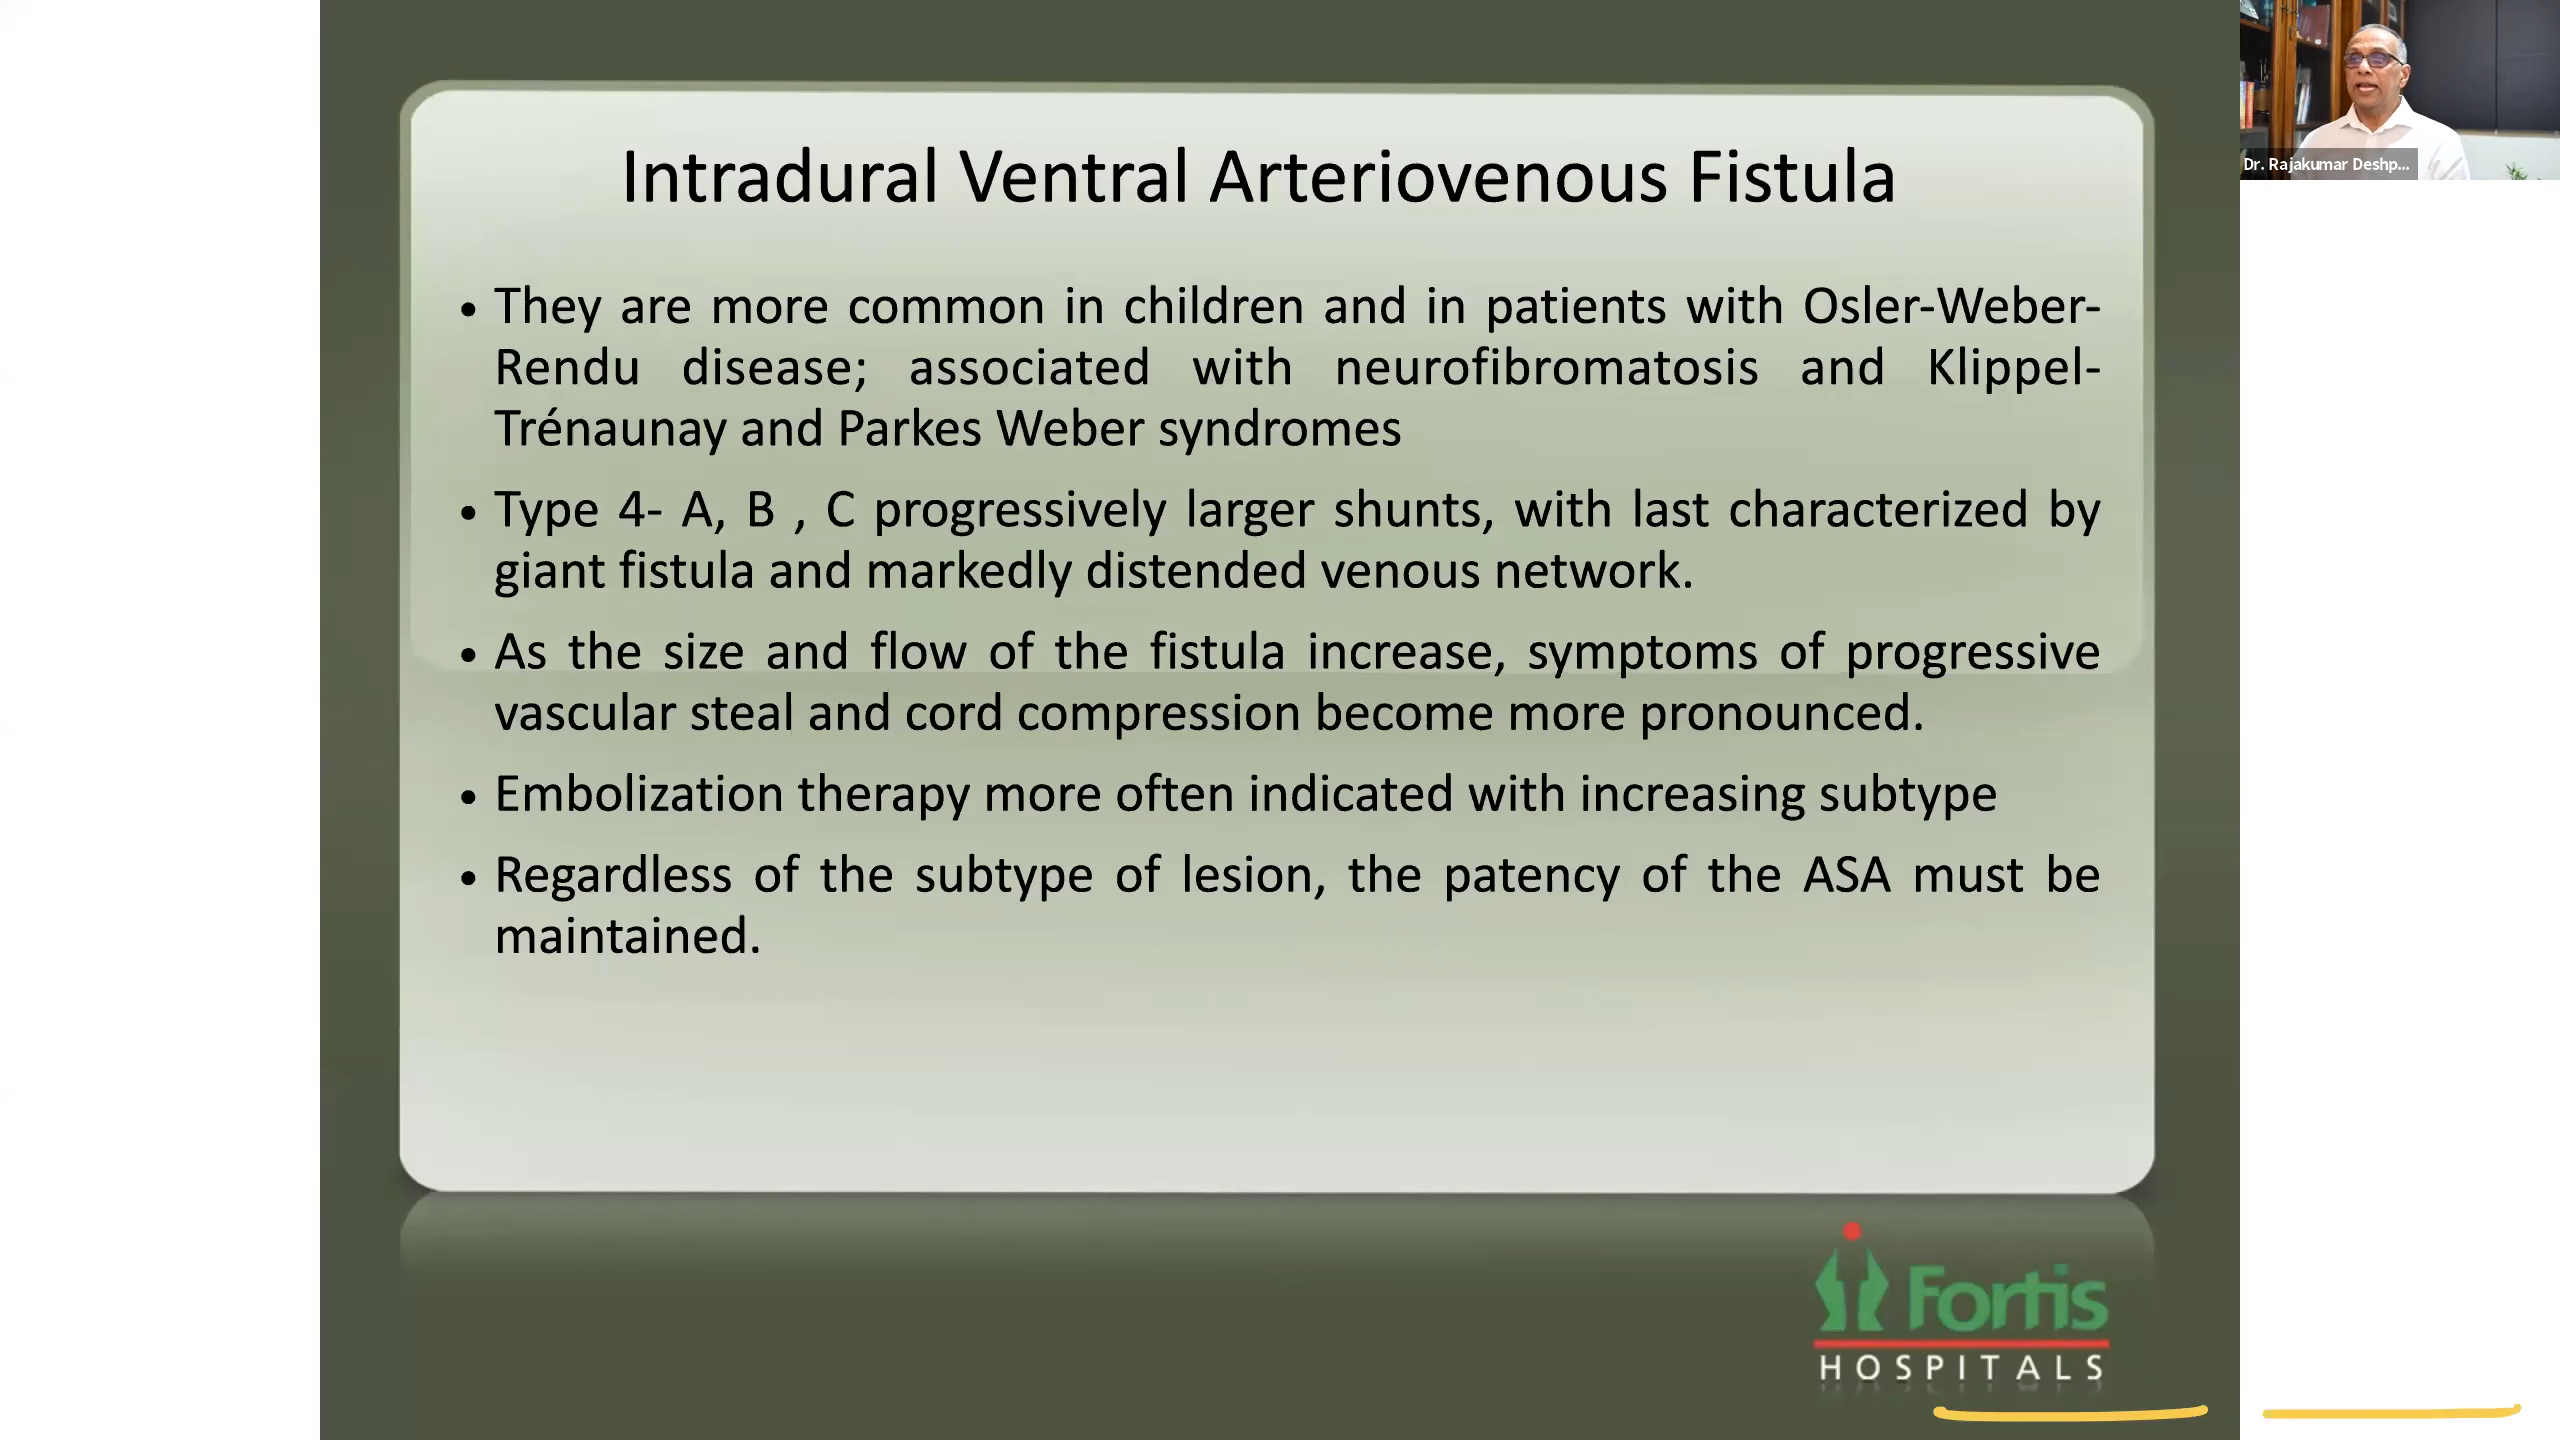 Intradural Ventral Arteriovenous Fistula
• They are more common in children and in patients with Osler-Weber-
Rendu disease; associated with neurofibromatosis and Klippel-
Trénaunay and Parkes Weber syndromes
• Type 4- A, B , C progressively larger shunts, with last characterized by
giant fistula and markedly distended venous network.
• As the size and flow of the fistula increase, symptoms of progressive
vascular steal and cord compression become more pronounced.
• Embolization therapy more often indicated with increasing subtype
• Regardless of the subtype of lesion, the patency of the ASA must be
maintained.
Dr. Rajakumar Deshp...
Fortis
HOSPITALS